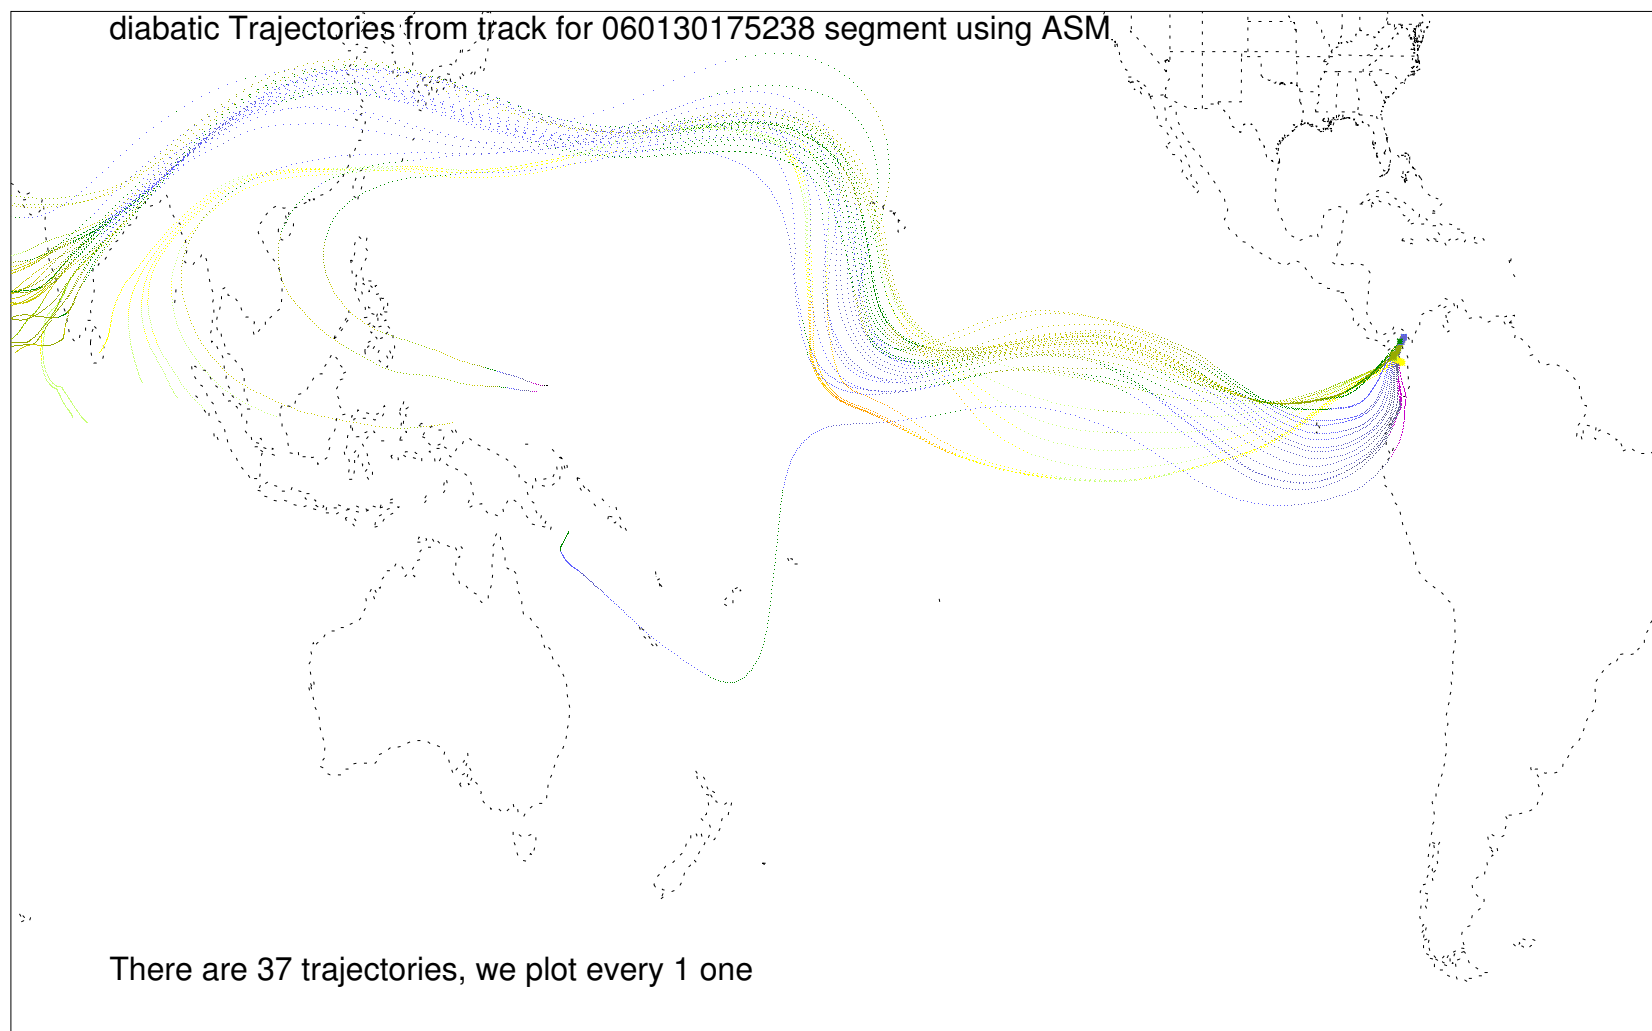 diabatic Trajectories from track for 060130175238 segment using ASM
There are 37 trajectories, we plot every 1 one